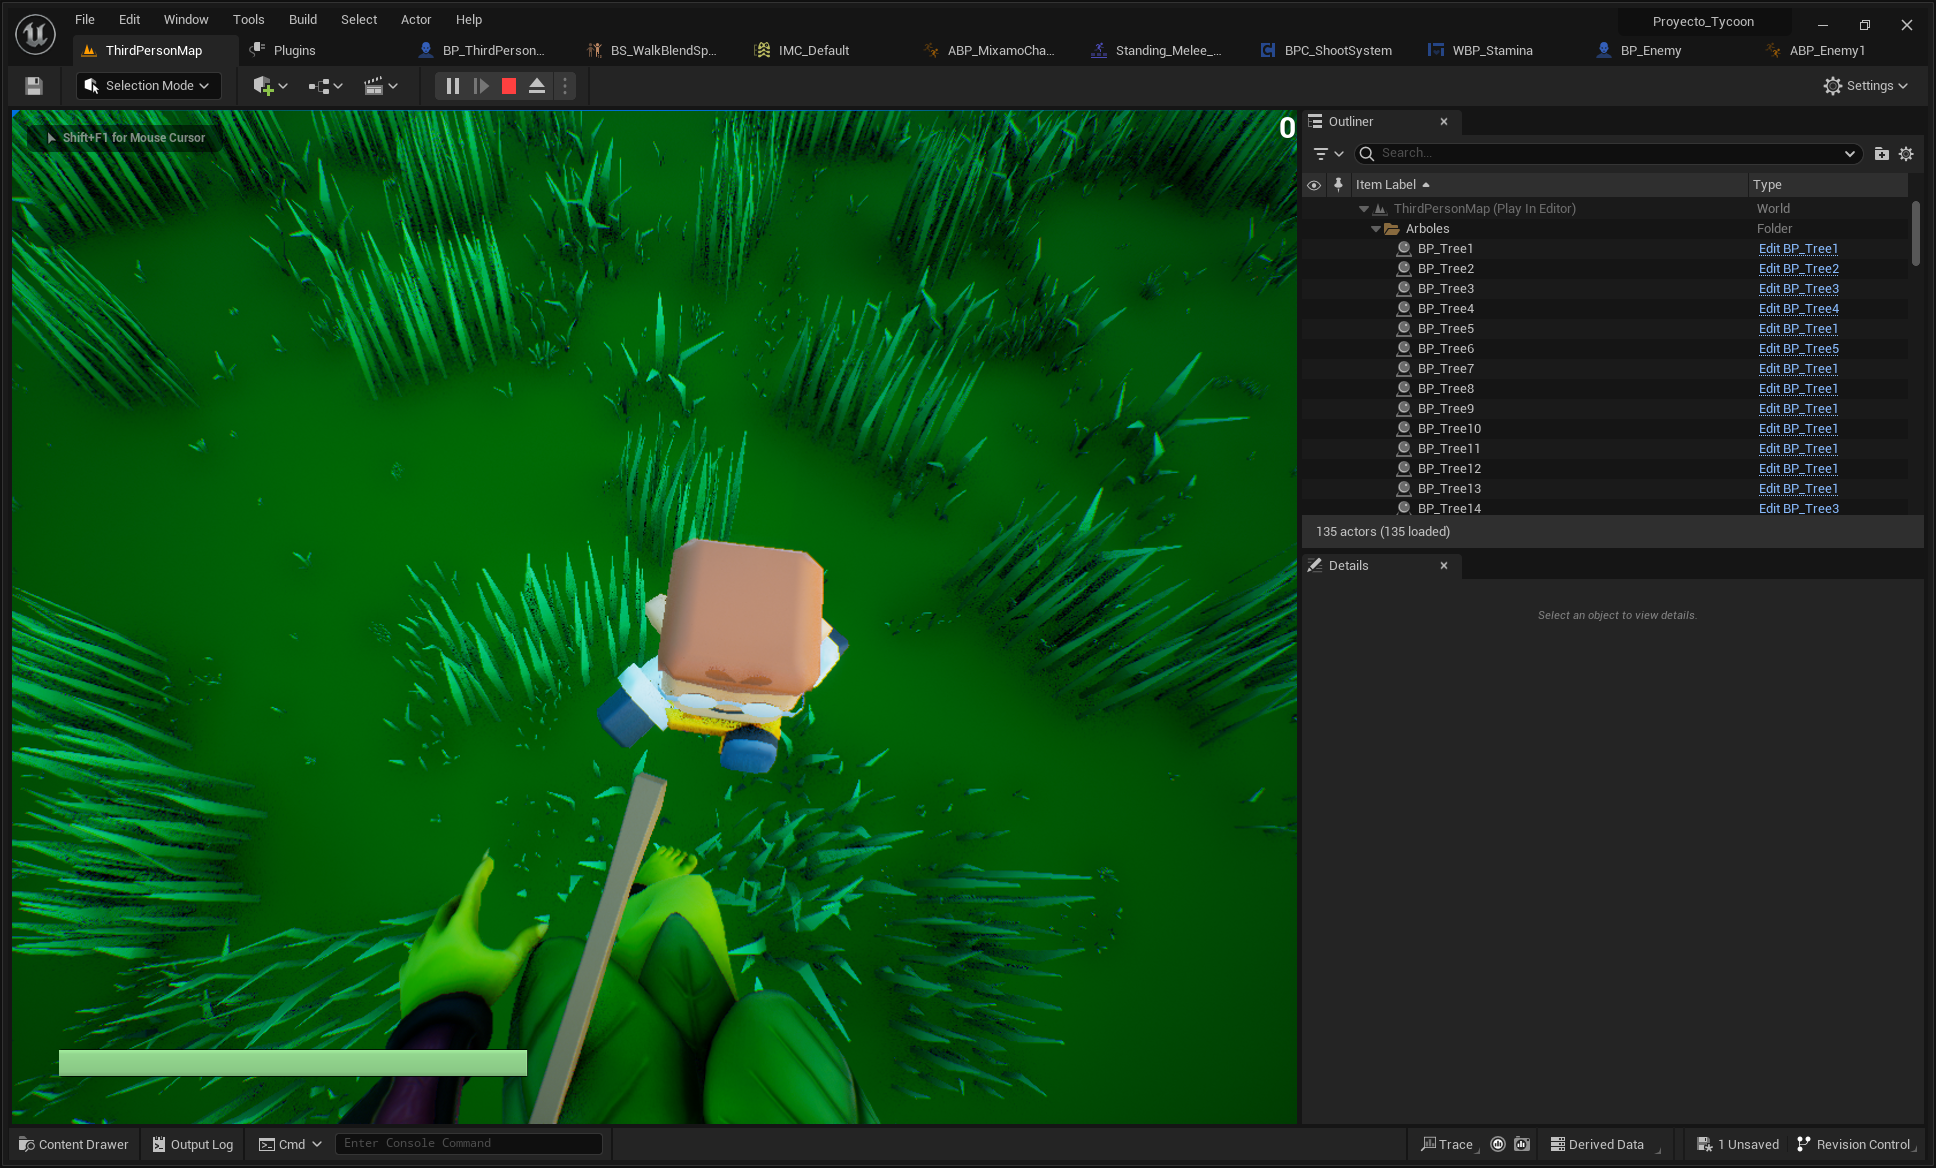 File Edit Window Tools Build Select Actor Help
Proyecto_Tycoon
ThirdPersonMap
Plugins
BP_ThirdPerson...
BS_WalkBlendSp...
IMC_Default
ABP_MixamoCha...
Standing_Melee_...
BPC_ShootSystem
WBP_Stamina
BP_Enemy
ABP_Enemy1
Selection Mode
Settings
Shift+F1 for Mouse Cursor
0
Outliner
Search...
Item Label Type
ThirdPersonMap (Play In Editor) World
Arboles Folder
BP_Tree1 Edit BP_Tree1
BP_Tree2 Edit BP_Tree2
BP_Tree3 Edit BP_Tree3
BP_Tree4 Edit BP_Tree4
BP_Tree5 Edit BP_Tree1
BP_Tree6 Edit BP_Tree5
BP_Tree7 Edit BP_Tree1
BP_Tree8 Edit BP_Tree1
BP_Tree9 Edit BP_Tree1
BP_Tree10 Edit BP_Tree1
BP_Tree11 Edit BP_Tree1
BP_Tree12 Edit BP_Tree1
BP_Tree13 Edit BP_Tree1
BP_Tree14 Edit BP_Tree3
135 actors (135 loaded)
Details
Select an object to view details.
Content Drawer
Output Log
Cmd
Enter Console Command
Trace
Derived Data
1 Unsaved
Revision Control